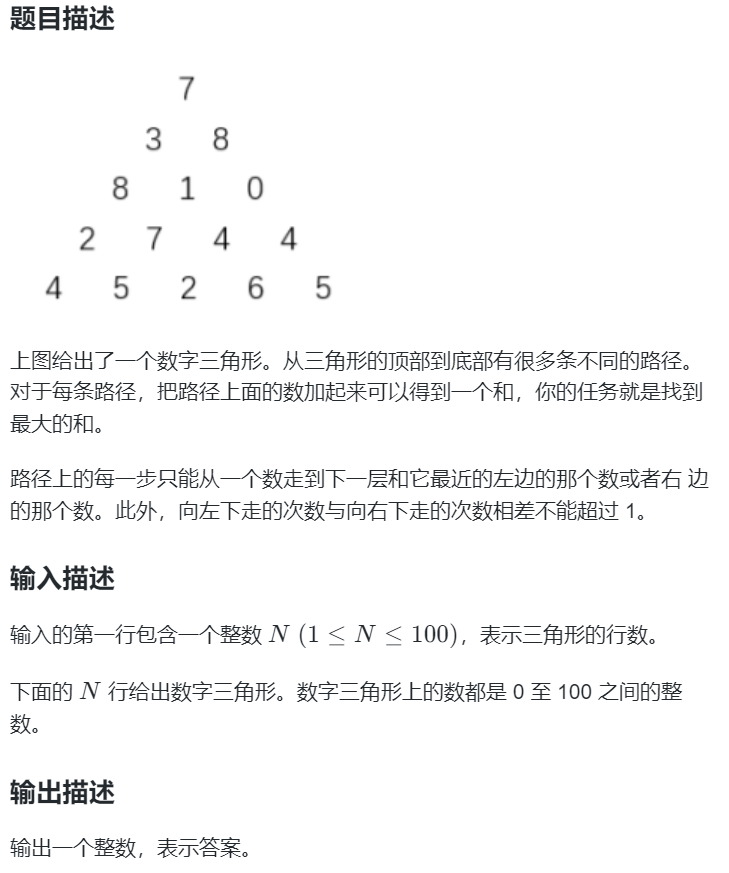 题目描述
7
3 8
8 1 0
2 7 4 4
4 5 2 6 5
上图给出了一个数字三角形。从三角形的顶部到底部有很多条不同的路径。
对于每条路径，把路径上面的数加起来可以得到一个和，你的任务就是找到
最大的和。
路径上的每一步只能从一个数走到下一层和它最近的左边的那个数或者右 边
的那个数。此外，向左下走的次数与向右下走的次数相差不能超过 1。
输入描述
输入的第一行包含一个整数 N (1 ≤ N ≤ 100)，表示三角形的行数。
下面的 N 行给出数字三角形。数字三角形上的数都是 0 至 100 之间的整
数。
输出描述
输出一个整数，表示答案。